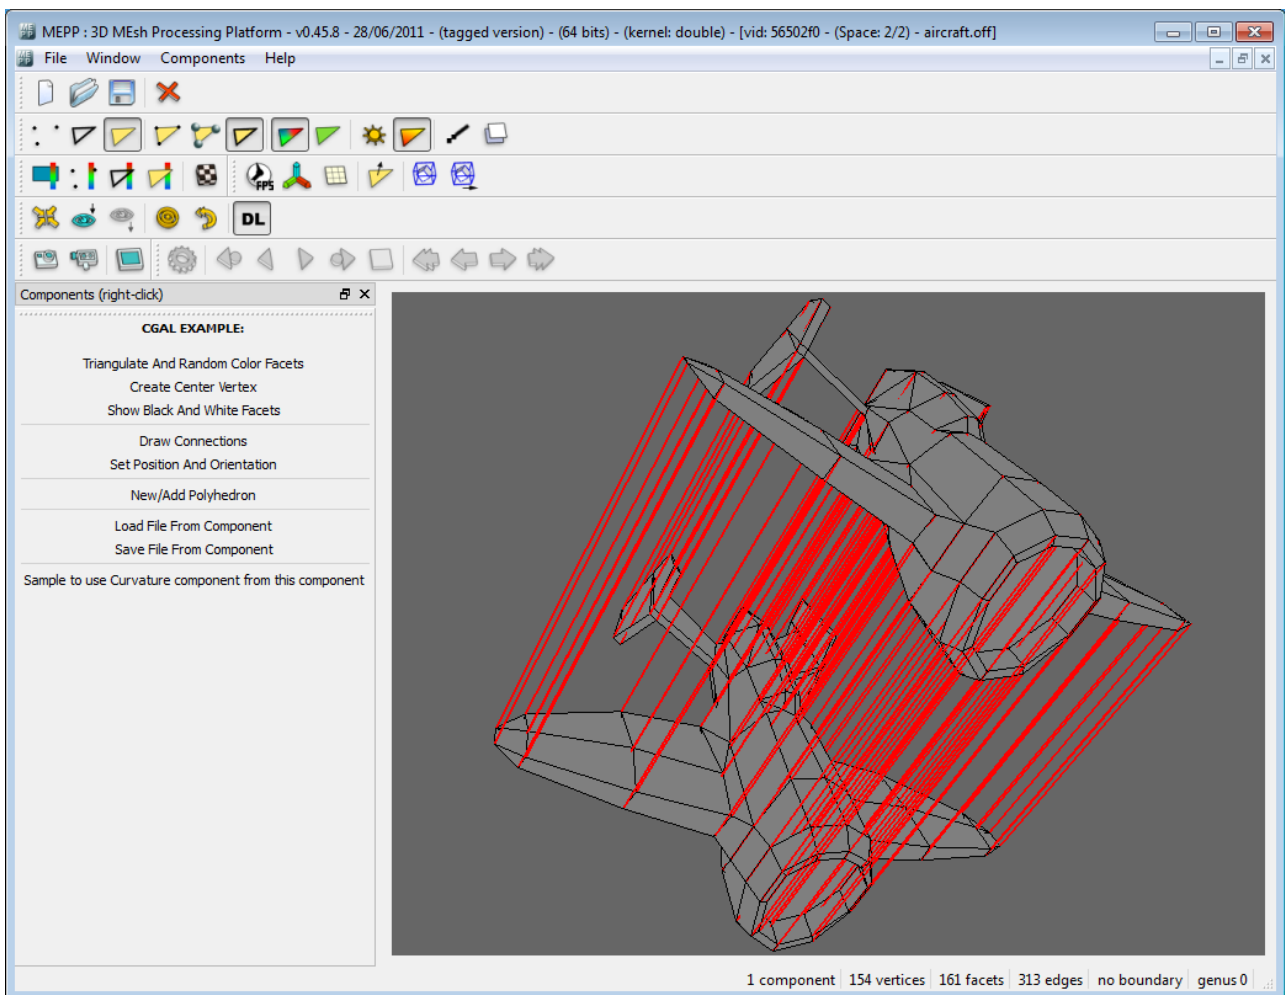 MEPP : 3D MEsh Processing Platform - v0.45.8 - 28/06/2011 - (tagged version) - (64 bits) - (kernel: double) - [vid: 56502f0 - (Space: 2/2) - aircraft.off]
File Window Components Help
FPS
DL
Components (right-click)
CGAL EXAMPLE:
Triangulate And Random Color Facets
Create Center Vertex
Show Black And White Facets
Draw Connections
Set Position And Orientation
New/Add Polyhedron
Load File From Component
Save File From Component
Sample to use Curvature component from this component
1 component 154 vertices 161 facets 313 edges no boundary genus 0